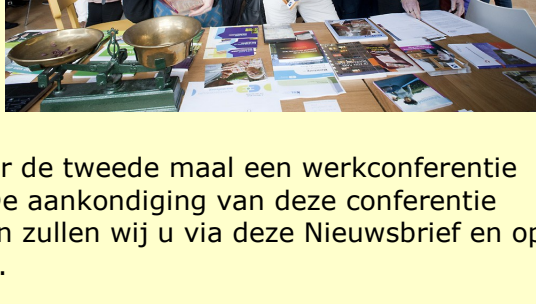 r de tweede maal een werkconferentie
e aankondiging van deze conferentie
n zullen wij u via deze Nieuwsbrief en op
.